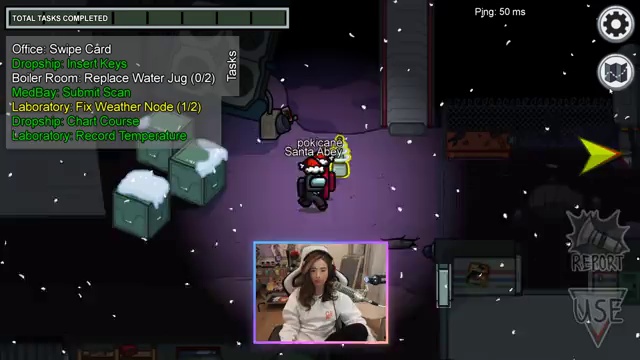 TOTAL TASKS COMPLETED
Ping: 50 ms
Office: Swipe Card
Dropship: Insert Keys
Boiler Room: Replace Water Jug (0/2)
MedBay: Submit Scan
Laboratory: Fix Weather Node (1/2)
Dropship: Chart Course
Laboratory: Record Temperature
Tasks
pokicane
Santa Abey
REPORT
USE